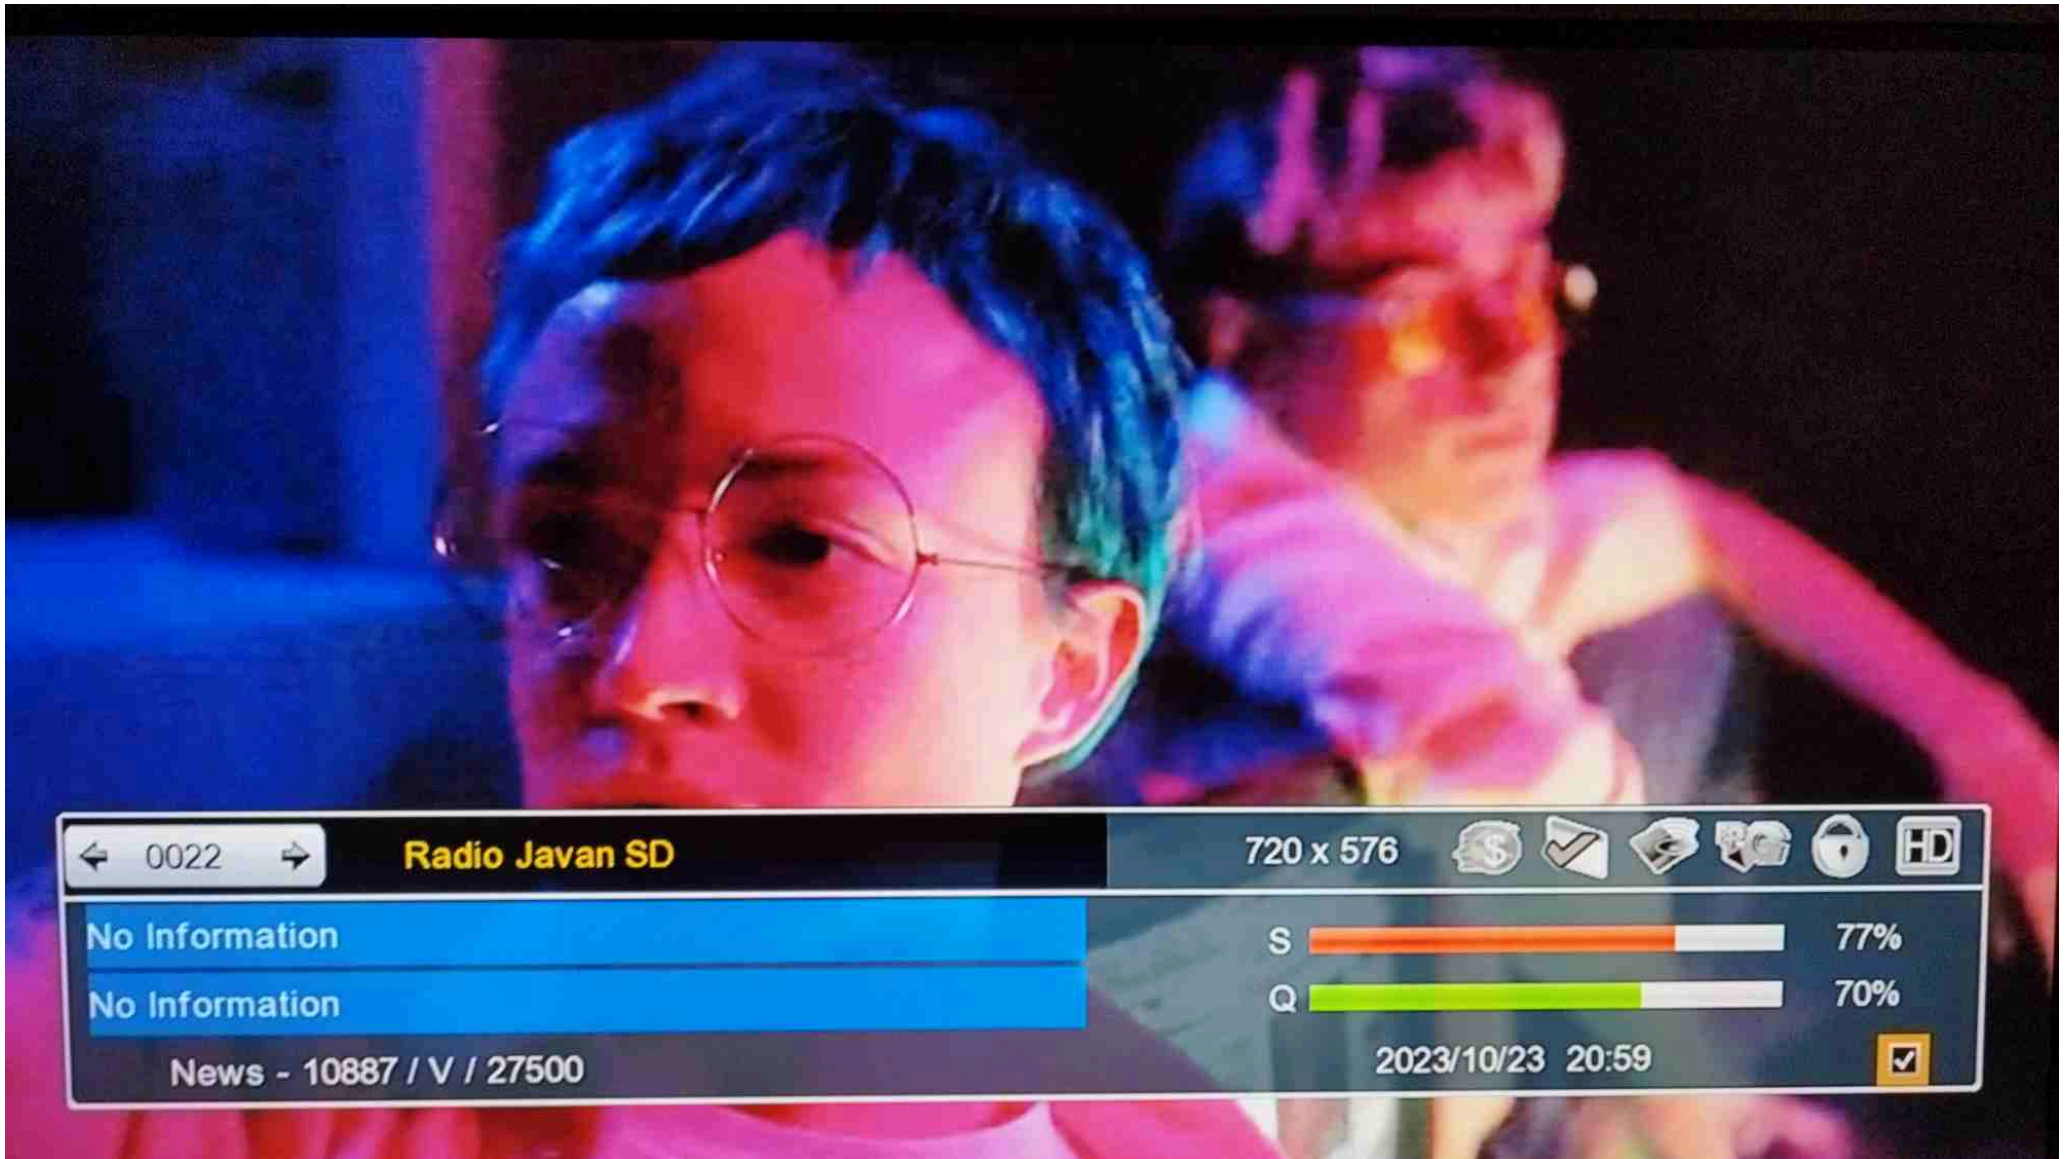 0022 Radio Javan SD 720 x 576 HD
No Information S 77%
No Information Q 70%
News - 10887 / V / 27500 2023/10/23 20:59